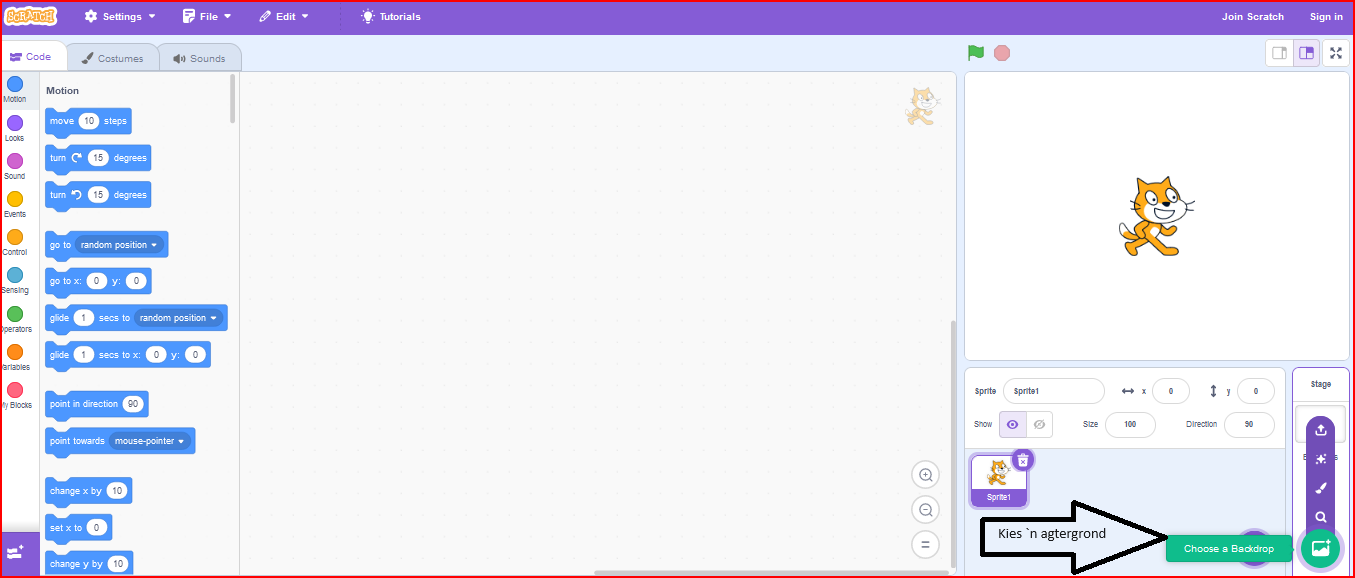 SCRATCH Settings File Edit Tutorials Join Scratch Sign in
Code Costumes Sounds
Motion
Looks
Sound
Events
Control
Sensing
Operators
Variables
My Blocks
Motion
move 10 steps
turn 15 degrees
turn 15 degrees
go to random position
go to x: 0 y: 0
glide 1 secs to random position
glide 1 secs to x: 0 y: 0
point in direction 90
point towards mouse-pointer
change x by 10
set x to 0
change y by 10
Sprite Sprite1 x 0 y 0
Show Size 100 Direction 90
Sprite1
Stage
Kies `n agtergrond
Choose a Backdrop